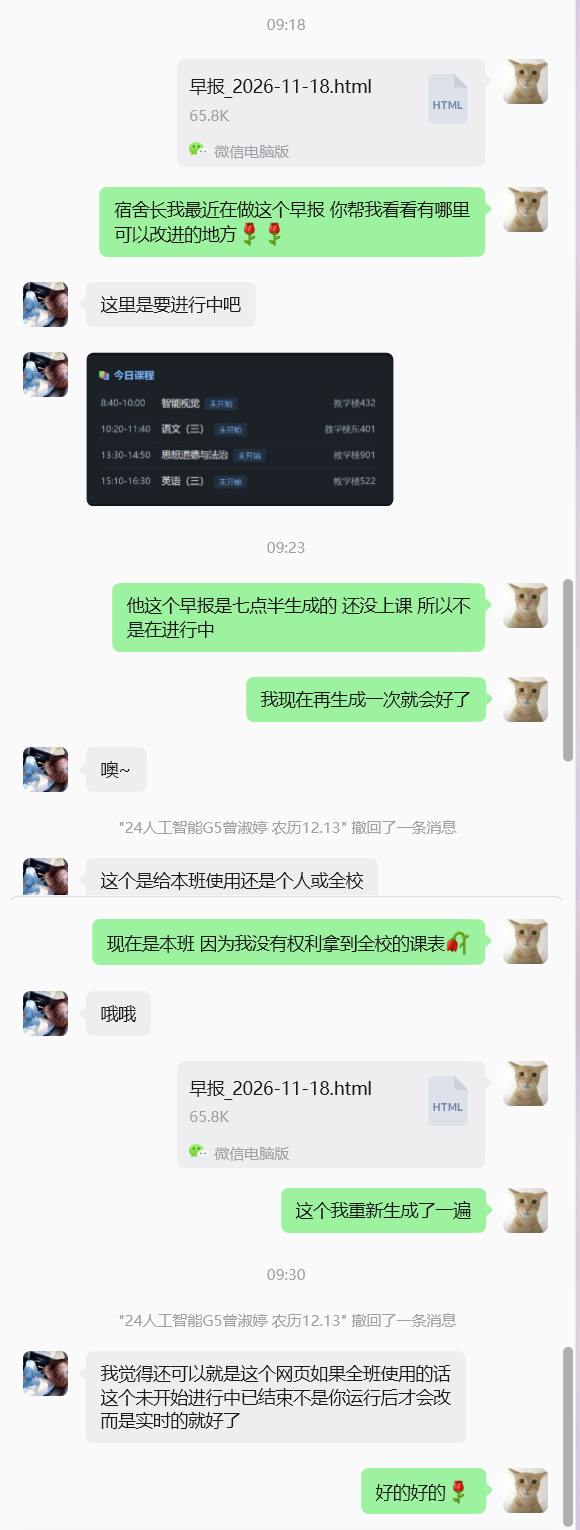 09:18
早报_2026-11-18.html
65.8K
HTML
微信电脑版
宿舍长我最近在做这个早报 你帮我看看有哪里
可以改进的地方🌹🌹
这里是要进行中吧
今日课程
8:40-10:00 智能视觉 未开始 教学楼432
10:20-11:40 语文（三） 未开始 教学楼东401
13:30-14:50 思想道德与法治 未开始 教学楼901
15:10-16:30 英语（三） 未开始 教学楼522
09:23
他这个早报是七点半生成的 还没上课 所以不
是在进行中
我现在再生成一次就会好了
噢~
"24人工智能G5曾淑婷 农历12.13" 撤回了一条消息
这个是给本班使用还是个人或全校
现在是本班 因为我没有权利拿到全校的课表🥀
哦哦
早报_2026-11-18.html
65.8K
HTML
微信电脑版
这个我重新生成了一遍
09:30
"24人工智能G5曾淑婷 农历12.13" 撤回了一条消息
我觉得还可以就是这个网页如果全班使用的话
这个未开始进行中已结束不是你运行后才会改
而是实时的就好了
好的好的🌹